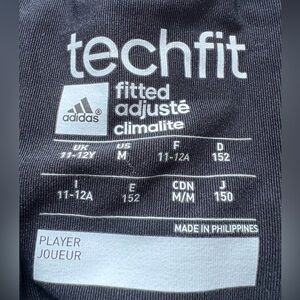 techfit
adidas
fitted
adjusté
climalite
UK US F D
11-12Y M 11-12A 152
I E CDN J
11-12A 152 M/M 150
MADE IN PHILIPPINES
PLAYER
JOUEUR